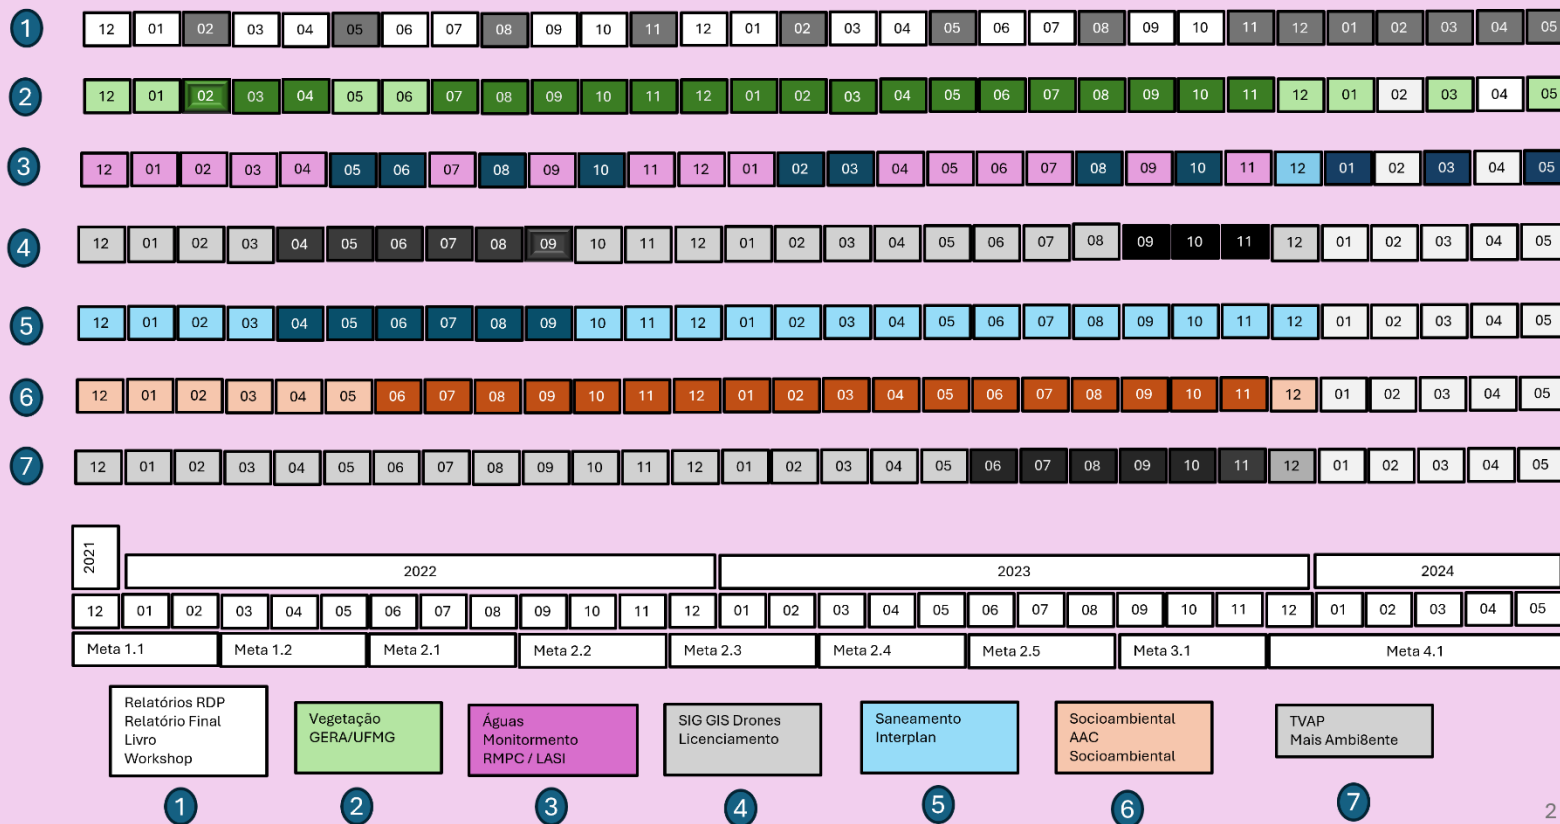 1 12 01 02 03 04 05 06 07 08 09 10 11 12 01 02 03 04 05 06 07 08 09 10 11 12 01 02 03 04 05
2 12 01 02 03 04 05 06 07 08 09 10 11 12 01 02 03 04 05 06 07 08 09 10 11 12 01 02 03 04 05
3 12 01 02 03 04 05 06 07 08 09 10 11 12 01 02 03 04 05 06 07 08 09 10 11 12 01 02 03 04 05
4 12 01 02 03 04 05 06 07 08 09 10 11 12 01 02 03 04 05 06 07 08 09 10 11 12 01 02 03 04 05
5 12 01 02 03 04 05 06 07 08 09 10 11 12 01 02 03 04 05 06 07 08 09 10 11 12 01 02 03 04 05
6 12 01 02 03 04 05 06 07 08 09 10 11 12 01 02 03 04 05 06 07 08 09 10 11 12 01 02 03 04 05
7 12 01 02 03 04 05 06 07 08 09 10 11 12 01 02 03 04 05 06 07 08 09 10 11 12 01 02 03 04 05
2021 2022 2023 2024
12 01 02 03 04 05 06 07 08 09 10 11 12 01 02 03 04 05 06 07 08 09 10 11 12 01 02 03 04 05
Meta 1.1 Meta 1.2 Meta 2.1 Meta 2.2 Meta 2.3 Meta 2.4 Meta 2.5 Meta 3.1 Meta 4.1
Relatórios RDP
Relatório Final
Livro
Workshop
Vegetação
GERA/UFMG
Águas
Monitormento
RMPC / LASI
SIG GIS Drones
Licenciamento
Saneamento
Interplan
Socioambiental
AAC
Socioambiental
TVAP
Mais Ambi8ente
1 2 3 4 5 6 7
2